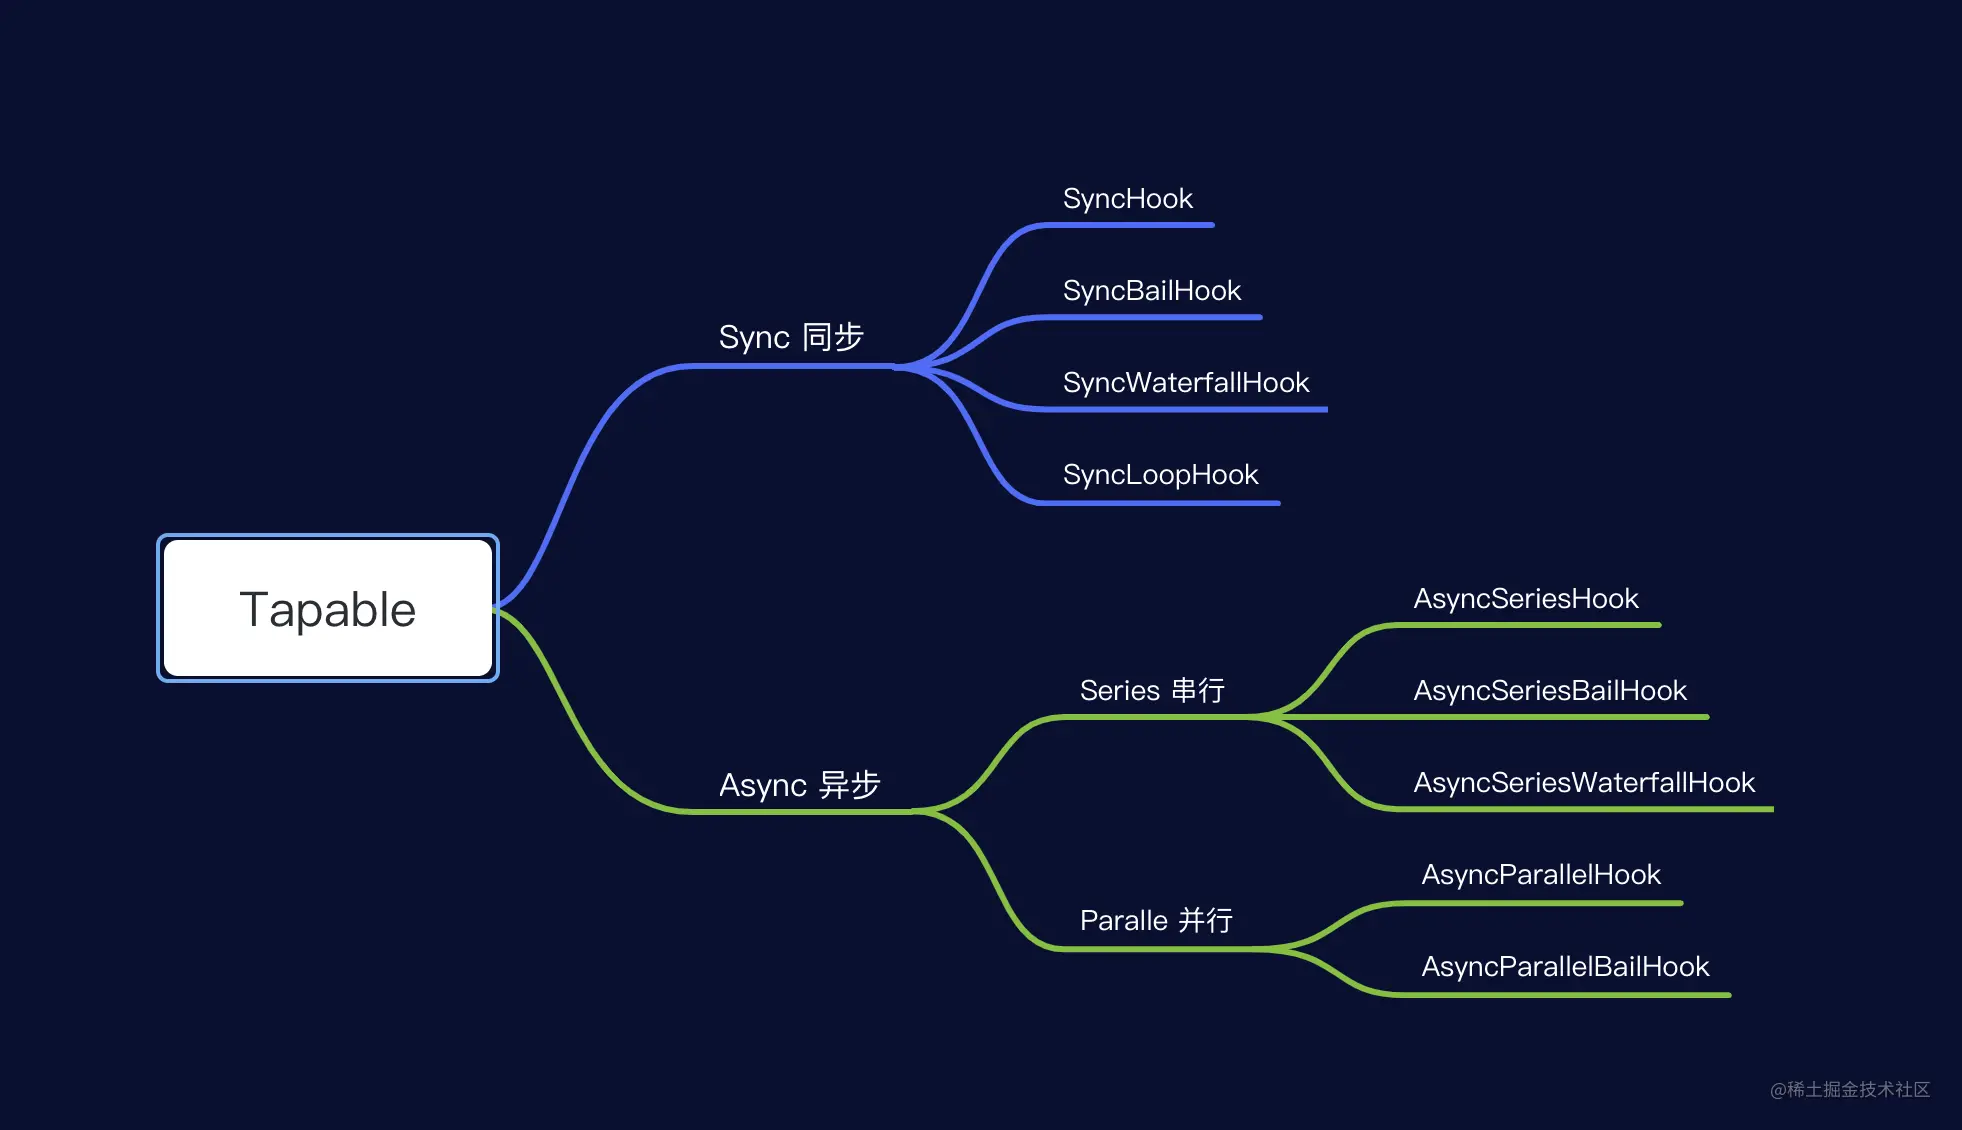 Tapable
Sync 同步
SyncHook
SyncBailHook
SyncWaterfallHook
SyncLoopHook
Async 异步
Series 串行
AsyncSeriesHook
AsyncSeriesBailHook
AsyncSeriesWaterfallHook
Paralle 并行
AsyncParallelHook
AsyncParallelBailHook
@稀土掘金技术社区